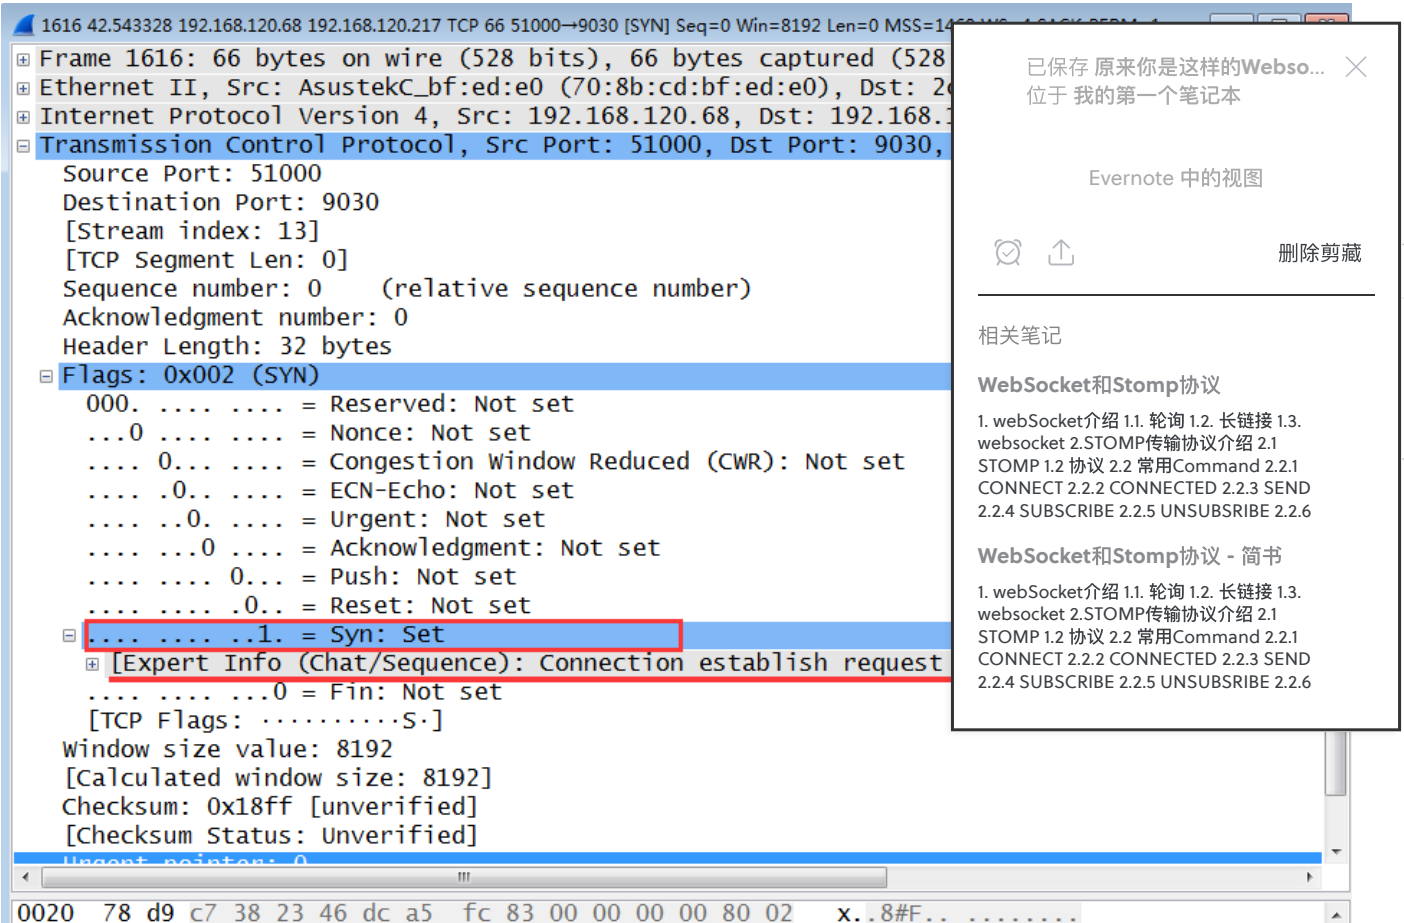 1616 42.543328 192.168.120.68 192.168.120.217 TCP 66 51000→9030 [SYN] Seq=0 Win=8192 Len=0 MSS=1460 WS=4 SACK_PERM=1
Frame 1616: 66 bytes on wire (528 bits), 66 bytes captured (528
Ethernet II, Src: AsustekC_bf:ed:e0 (70:8b:cd:bf:ed:e0), Dst: 2c
Internet Protocol Version 4, Src: 192.168.120.68, Dst: 192.168.1
Transmission Control Protocol, Src Port: 51000, Dst Port: 9030,
Source Port: 51000
Destination Port: 9030
[Stream index: 13]
[TCP Segment Len: 0]
Sequence number: 0    (relative sequence number)
Acknowledgment number: 0
Header Length: 32 bytes
Flags: 0x002 (SYN)
000. .... .... = Reserved: Not set
...0 .... .... = Nonce: Not set
.... 0... .... = Congestion Window Reduced (CWR): Not set
.... .0.. .... = ECN-Echo: Not set
.... ..0. .... = Urgent: Not set
.... ...0 .... = Acknowledgment: Not set
.... .... 0... = Push: Not set
.... .... .0.. = Reset: Not set
.... .... ..1. = Syn: Set
[Expert Info (Chat/Sequence): Connection establish request
.... .... ...0 = Fin: Not set
[TCP Flags: ··········S·]
Window size value: 8192
[Calculated window size: 8192]
Checksum: 0x18ff [unverified]
[Checksum Status: Unverified]
Urgent pointer: 0
0020  78 d9 c7 38 23 46 dc a5  fc 83 00 00 00 00 80 02   x..8#F.. ........
已保存 原来你是这样的Webso...
位于 我的第一个笔记本
Evernote 中的视图
删除剪藏
相关笔记
WebSocket和Stomp协议
1. webSocket介绍 1.1. 轮询 1.2. 长链接 1.3.
websocket 2.STOMP传输协议介绍 2.1
STOMP 1.2 协议 2.2 常用Command 2.2.1
CONNECT 2.2.2 CONNECTED 2.2.3 SEND
2.2.4 SUBSCRIBE 2.2.5 UNSUBSRIBE 2.2.6
WebSocket和Stomp协议 - 简书
1. webSocket介绍 1.1. 轮询 1.2. 长链接 1.3.
websocket 2.STOMP传输协议介绍 2.1
STOMP 1.2 协议 2.2 常用Command 2.2.1
CONNECT 2.2.2 CONNECTED 2.2.3 SEND
2.2.4 SUBSCRIBE 2.2.5 UNSUBSRIBE 2.2.6